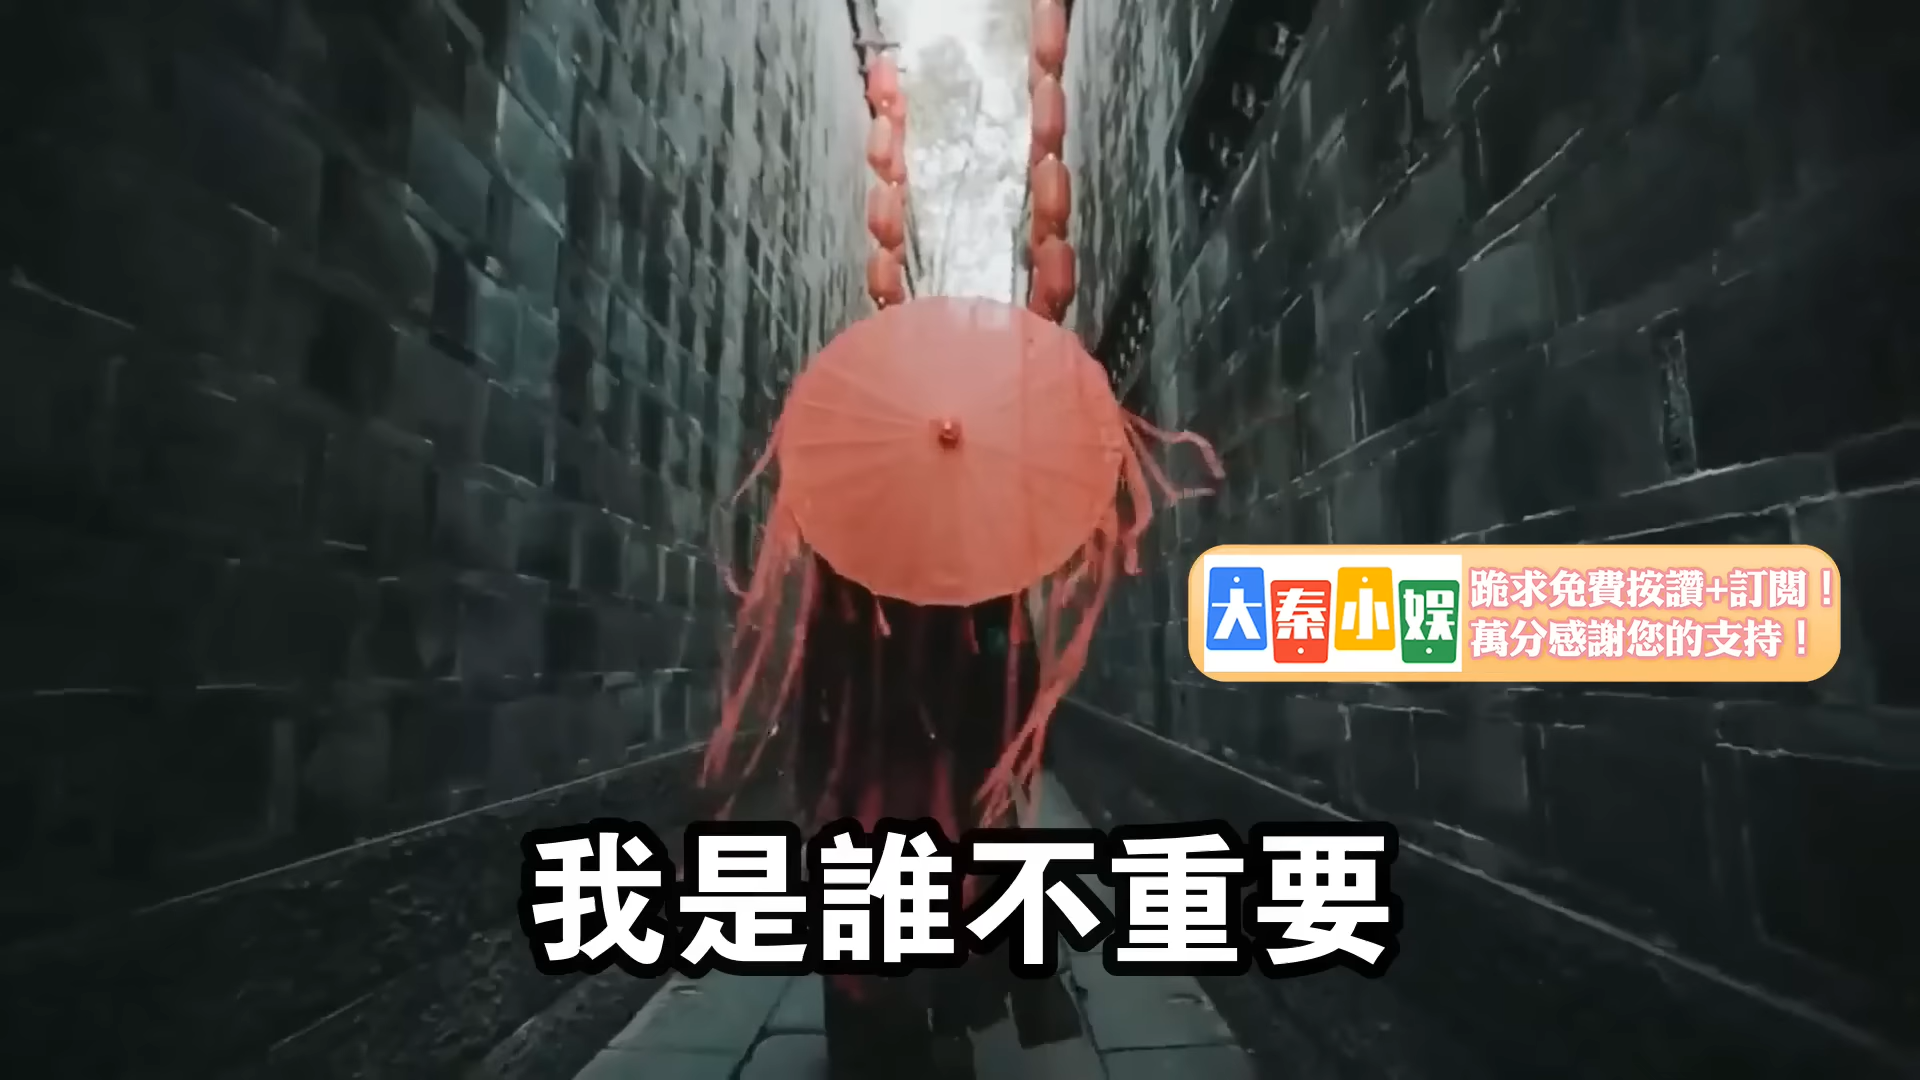 大秦小娱
跪求免費按讚+訂閱！
萬分感謝您的支持！
我是誰不重要